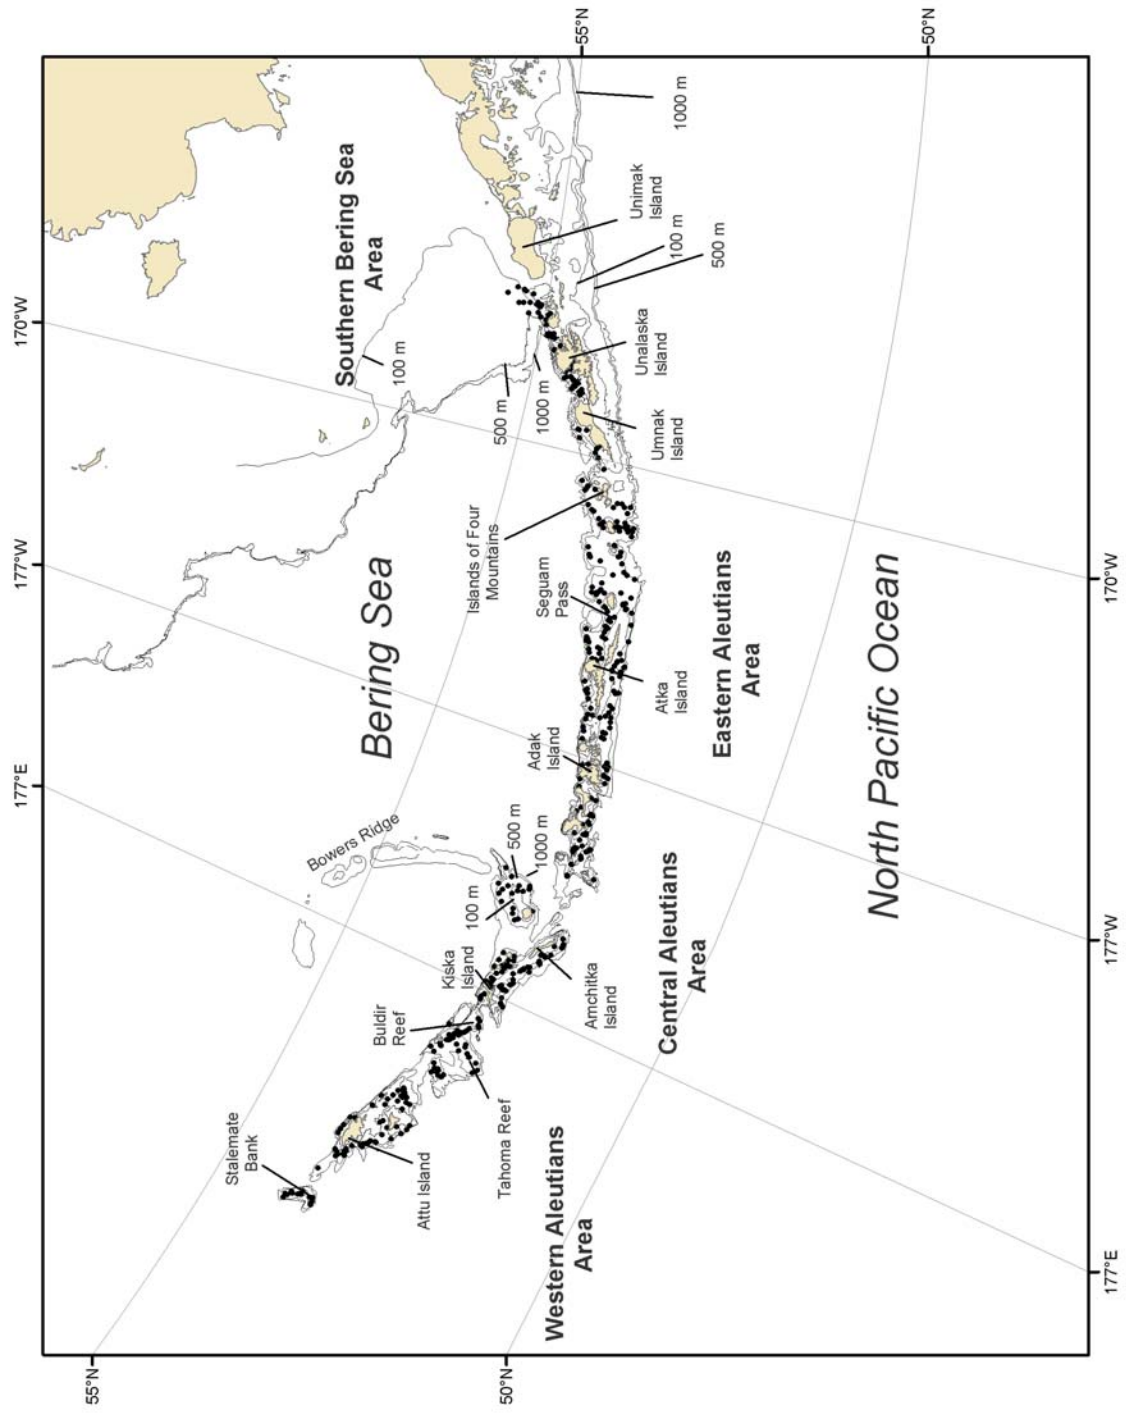 170°W
177°W
177°E
55°N
50°N
55°N
50°N
170°W
177°W
177°E
Bering Sea
North Pacific Ocean
Southern Bering Sea
Area
Eastern Aleutians
Area
Central Aleutians
Area
Western Aleutians
Area
Stalemate
Bank
Attu Island
Tahoma Reef
Buldir
Reef
Kiska
Island
Amchitka
Island
Bowers Ridge
100 m
500 m
1000 m
Adak
Island
Atka
Island
Seguam
Pass
Islands of Four
Mountains
Umnak
Island
Unalaska
Island
Unimak
Island
100 m
500 m
1000 m
100 m
500 m
1000 m